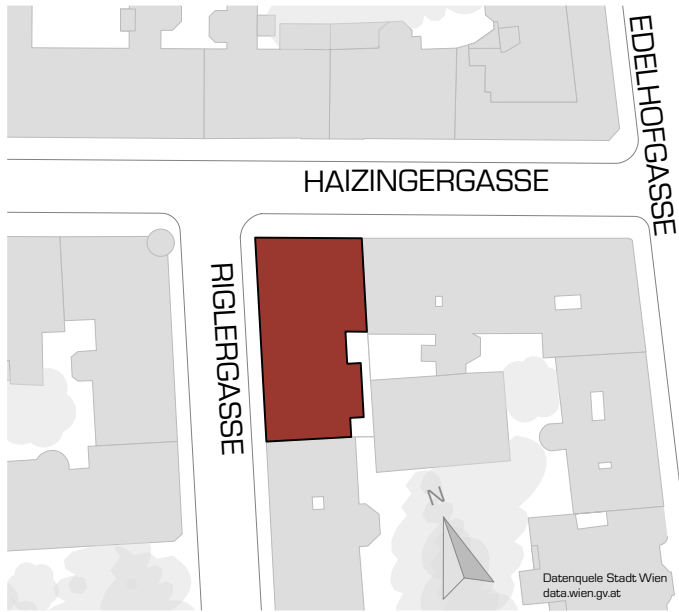 EDELHOFGASSE
HAIZINGERGASSE
RIGLERGASSE
N
Datenquele Stadt Wien
data.wien.gv.at